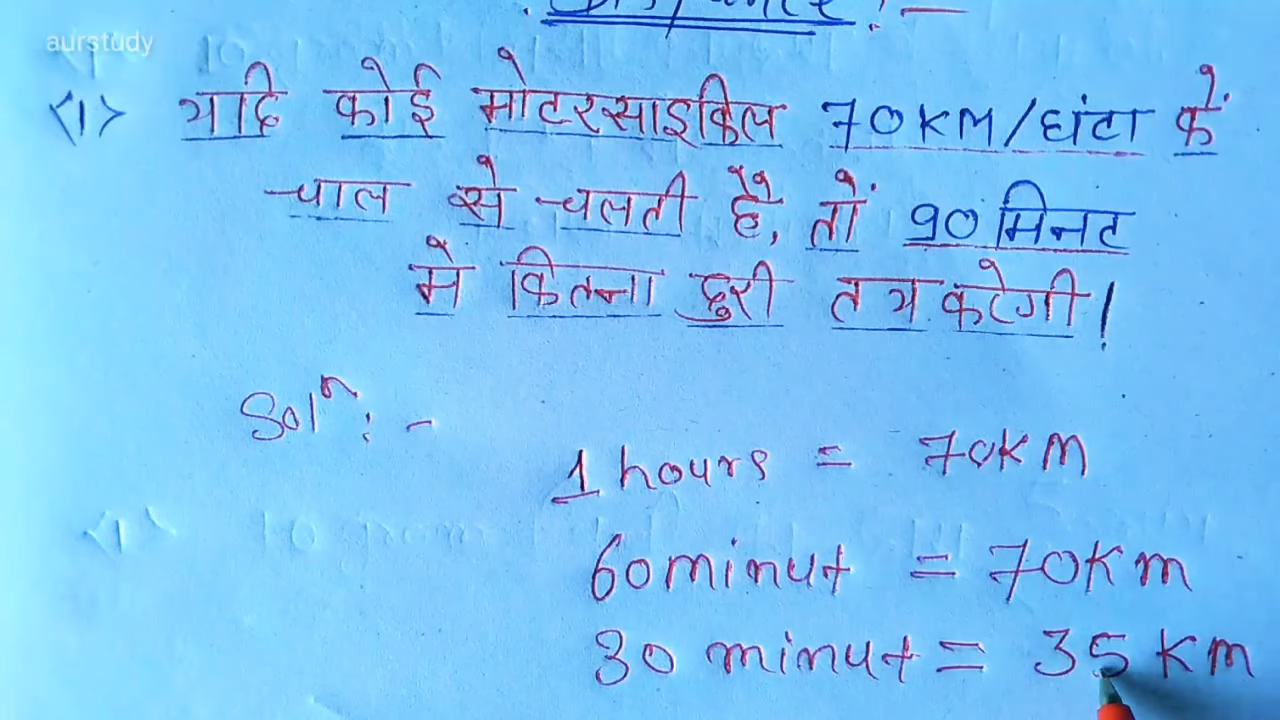 aurstudy
<1> यदि कोई मोटरसाइकिल 70KM/घंटा के
चाल से चलती है, तों 90 मिनट
मे कितना दुरी तय करेगी।
Solⁿ: -
1 hours = 70KM
60 minut = 70Km
30 minut = 35 Km